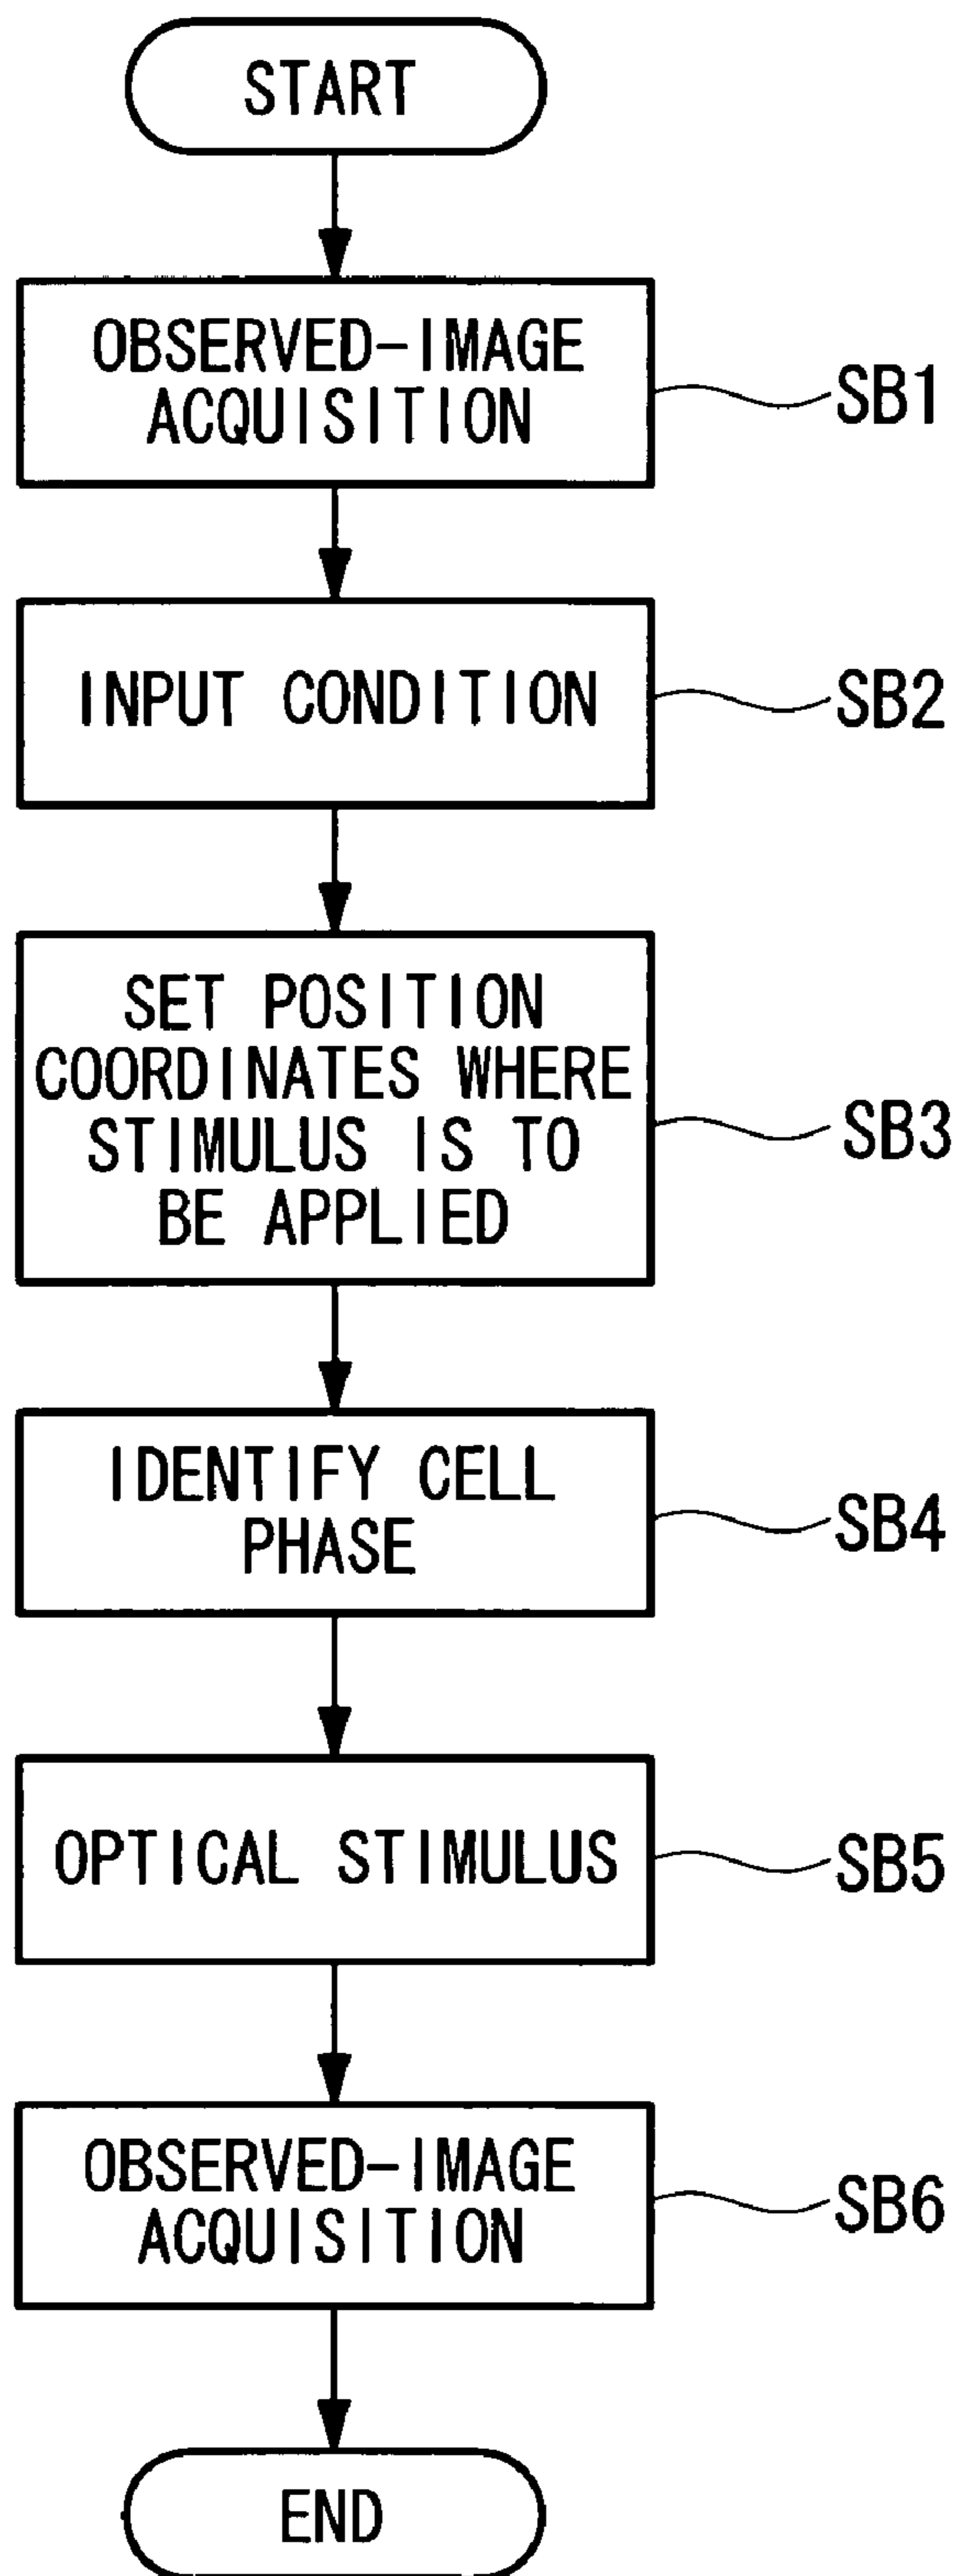 START
OBSERVED-IMAGE
ACQUISITION
SB1
INPUT CONDITION
SB2
SET POSITION
COORDINATES WHERE
STIMULUS IS TO
BE APPLIED
SB3
IDENTIFY CELL
PHASE
SB4
OPTICAL STIMULUS
SB5
OBSERVED-IMAGE
ACQUISITION
SB6
END